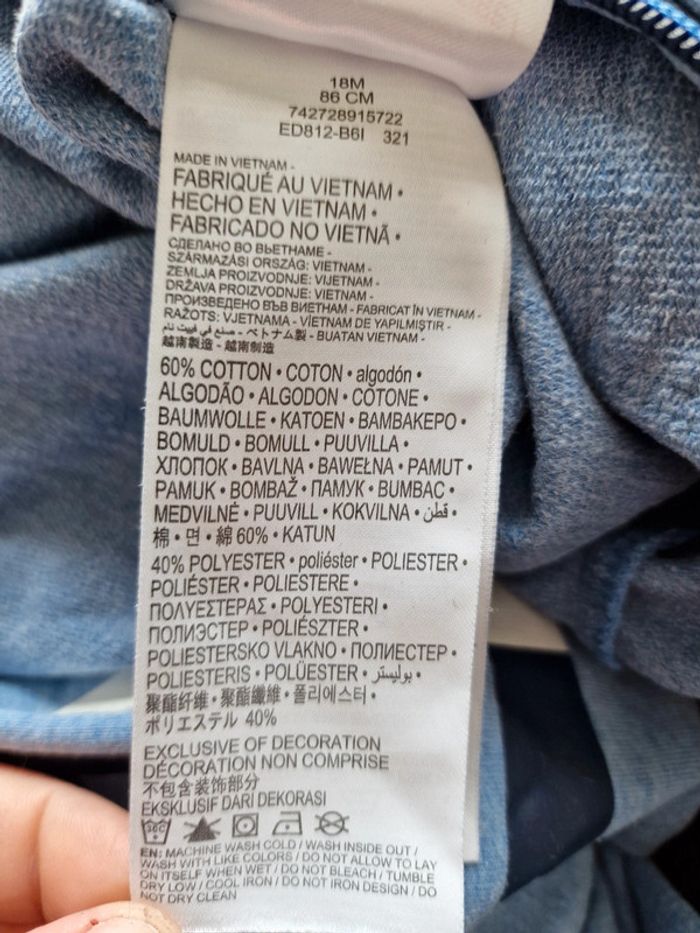 18M
86 CM
742728915722
ED812-B6I 321
MADE IN VIETNAM -
FABRIQUÉ AU VIETNAM •
HECHO EN VIETNAM •
FABRICADO NO VIETNÃ •
СДЕЛАНО ВО ВЬЕТНАМЕ -
SZÁRMAZÁSI ORSZÁG: VIETNAM -
ZEMLJA PROIZVODNJE: VIJETNAM -
DRŽAVA PROIZVODNJE: VIETNAM -
ПРОИЗВЕДЕНО ВЪВ ВИЕТНАМ - FABRICAT ÎN VIETNAM -
RAŽOTS: VJETNAMA - VİETNAM DE YAPILMIŞTIR -
صنع في فييت نام - ベトナム製 - BUATAN VIETNAM -
越南製造 - 越南制造
60% COTTON • COTON • algodón •
ALGODÃO • ALGODON • COTONE •
BAUMWOLLE • KATOEN • BAMBAKEPO •
BOMULD • BOMULL • PUUVILLA •
ХЛОПОК • BAVLNA • BAWEŁNA • PAMUT •
PAMUK • BOMBAŽ • ПАМУК • BUMBAC •
MEDVILNĖ • PUUVILL • KOKVILNA • قطن •
棉 • 면 • 綿 60% • KATUN
40% POLYESTER • poliéster • POLIESTER •
POLIÉSTER • POLIESTERE •
ΠΟΛΥΕΣΤΕΡΑΣ • POLYESTERI •
ПОЛИЭСТЕР • POLIÉSZTER •
POLIESTERSKO VLAKNO • ПОЛИЕСТЕР •
POLIESTERIS • POLÜESTER • بوليستر •
聚酯纤维 • 聚酯纖維 • 폴리에스터 •
ポリエステル 40%
EXCLUSIVE OF DECORATION
DÉCORATION NON COMPRISE
不包含装饰部分
EKSKLUSIF DARI DEKORASI
EN: MACHINE WASH COLD / WASH INSIDE OUT /
WASH WITH LIKE COLORS / DO NOT ALLOW TO LAY
ON ITSELF WHEN WET / DO NOT BLEACH / TUMBLE
DRY LOW / COOL IRON / DO NOT IRON DESIGN / DO
NOT DRY CLEAN